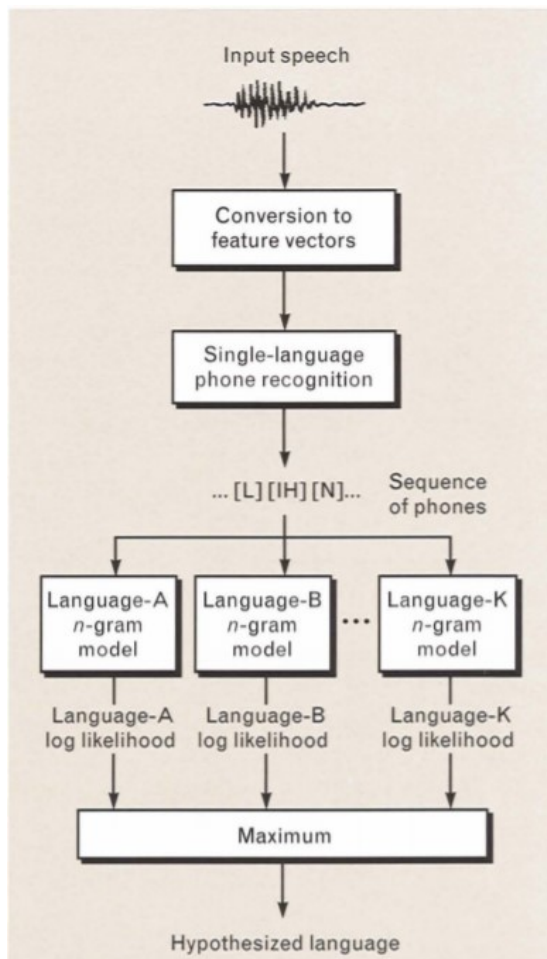 Input speech
Conversion to
feature vectors
Single-language
phone recognition
... [L] [IH] [N]...
Sequence
of phones
Language-A
n-gram
model
Language-B
n-gram
model
...
Language-K
n-gram
model
Language-A
log likelihood
Language-B
log likelihood
Language-K
log likelihood
Maximum
Hypothesized language